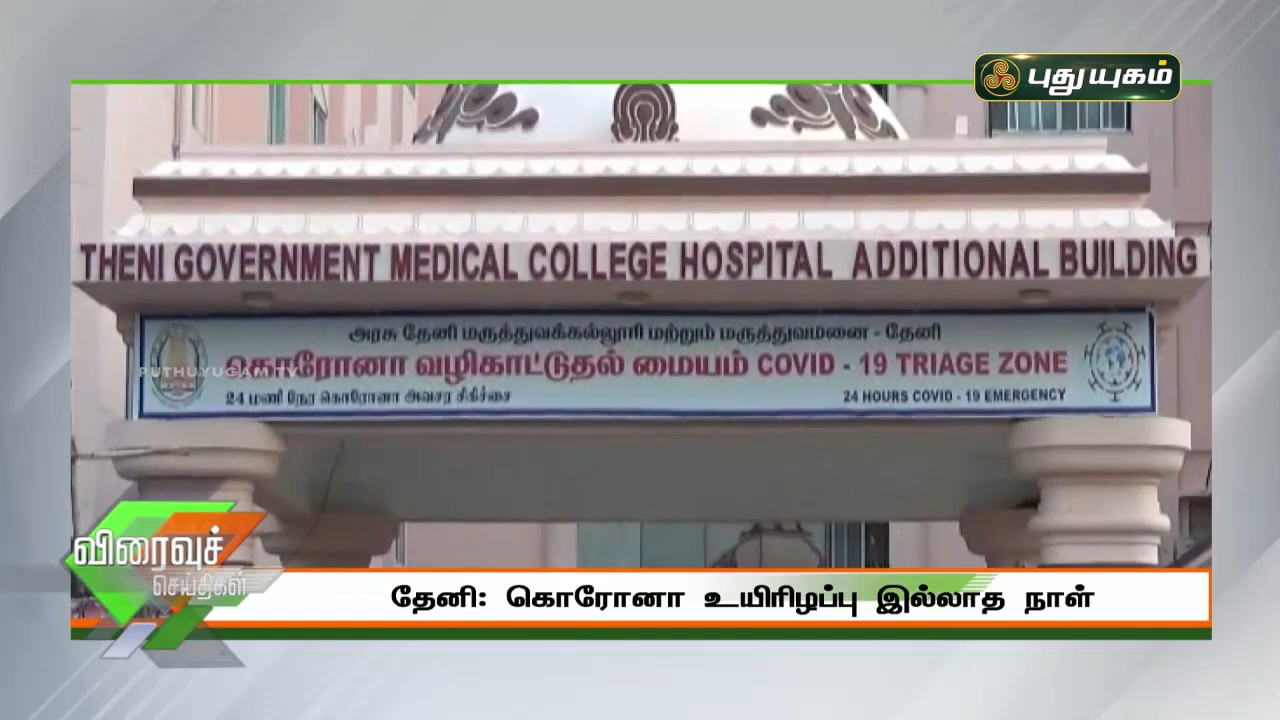 புதுயுகம்
THENI GOVERNMENT MEDICAL COLLEGE HOSPITAL ADDITIONAL BUILDING
அரசு தேனி மருத்துவக்கல்லூரி மற்றும் மருத்துவமனை - தேனி
கொரோனா வழிகாட்டுதல் மையம் COVID - 19 TRIAGE ZONE
PUTHUYUGAM TV
24 மணி நேர கொரோனா அவசர சிகிச்சை 24 HOURS COVID - 19 EMERGENCY
விரைவுச்
செய்திகள்
தேனி: கொரோனா உயிரிழப்பு இல்லாத நாள்